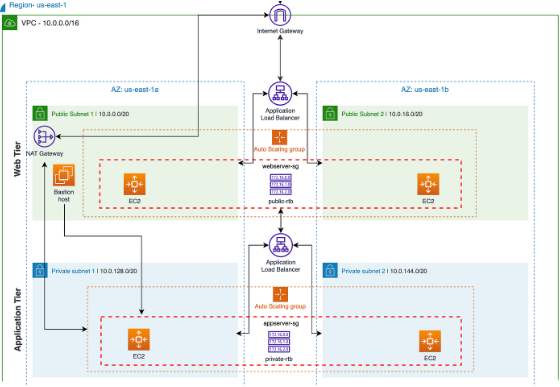 Region- us-east-1
VPC - 10.0.0.0/16
Internet Gateway
AZ: us-east-1a
AZ: us-east-1b
Application
Load Balancer
Public Subnet 1 | 10.0.0.0/20
Public Subnet 2 | 10.0.16.0/20
NAT Gateway
Auto Scaling group
Web Tier
webserver-sg
Bastion
host
EC2
EC2
public-rtb
Application
Load Balancer
Private subnet 1 | 10.0.128.0/20
Private subnet 2 | 10.0.144.0/20
Auto Scaling group
Application Tier
appserver-sg
EC2
EC2
private-rtb